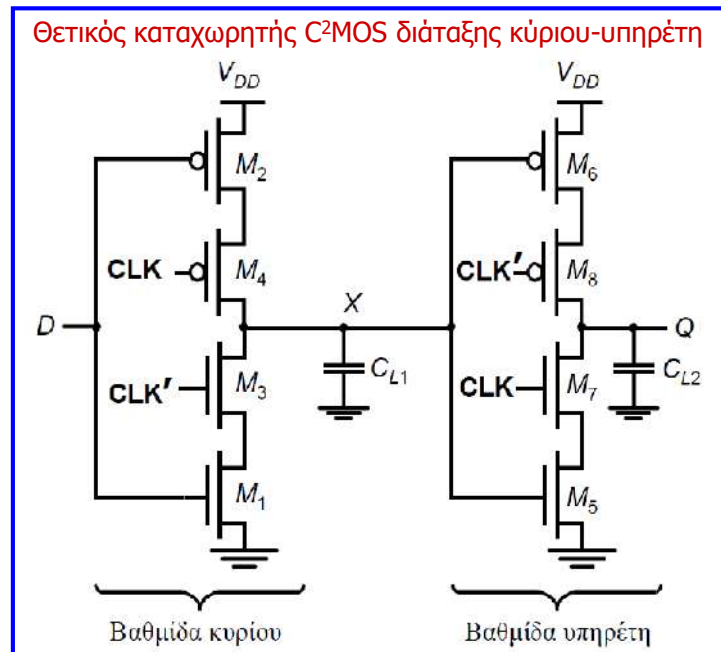 Θετικός καταχωρητής C²MOS διάταξης κύριου-υπηρέτη
V_DD V_DD
M₂ M₆
CLK M₄ CLK′ M₈
D X Q
CLK′ M₃ C_L1 CLK M₇ C_L2
M₁ M₅
Βαθμίδα κυρίου Βαθμίδα υπηρέτη